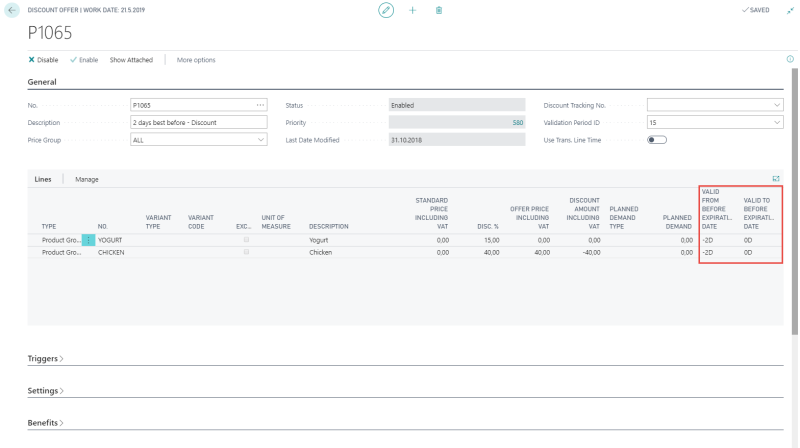 DISCOUNT OFFER | WORK DATE: 21.5.2019
SAVED
P1065
Disable Enable Show Attached More options
General
No. P1065 Status Enabled Discount Tracking No.
Description 2 days best before - Discount Priority 580 Validation Period ID 15
Price Group ALL Last Date Modified 31.10.2018 Use Trans. Line Time
Lines Manage
TYPE NO. VARIANT TYPE VARIANT CODE EXC... UNIT OF MEASURE DESCRIPTION STANDARD PRICE INCLUDING VAT DISC. % OFFER PRICE INCLUDING VAT DISCOUNT AMOUNT INCLUDING VAT PLANNED DEMAND TYPE PLANNED DEMAND VALID FROM BEFORE EXPIRATI... DATE VALID TO BEFORE EXPIRATI... DATE
Product Gro... YOGURT Yogurt 0,00 15,00 0,00 0,00 0,00 -2D 0D
Product Gro... CHICKEN Chicken 0,00 40,00 40,00 -40,00 0,00 -2D 0D
Triggers
Settings
Benefits